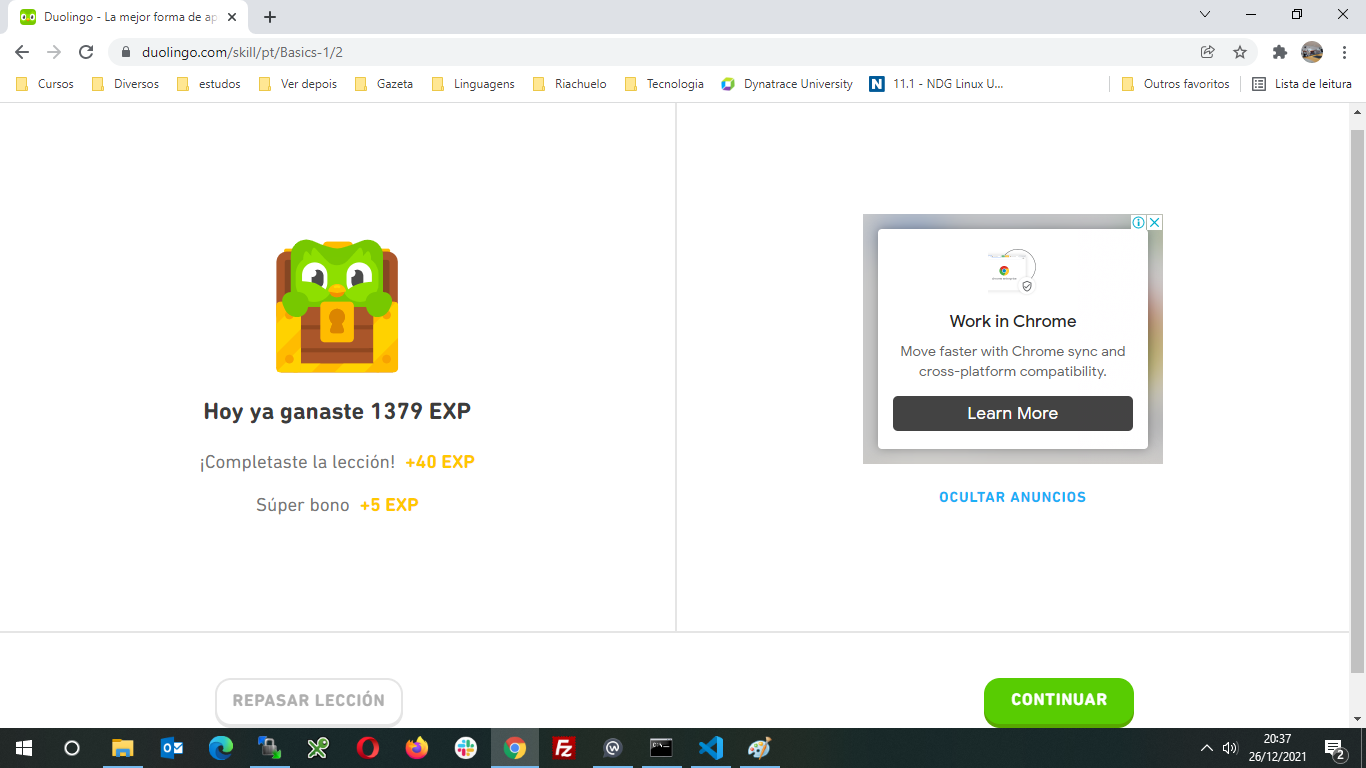 Duolingo - La mejor forma de ap
duolingo.com/skill/pt/Basics-1/2
Cursos Diversos estudos Ver depois Gazeta Linguagens Riachuelo Tecnologia Dynatrace University N 11.1 - NDG Linux U... Outros favoritos Lista de leitura
Hoy ya ganaste 1379 EXP
¡Completaste la lección! +40 EXP
Súper bono +5 EXP
Work in Chrome
Move faster with Chrome sync and
cross-platform compatibility.
Learn More
OCULTAR ANUNCIOS
REPASAR LECCIÓN
CONTINUAR
20:37
26/12/2021
2